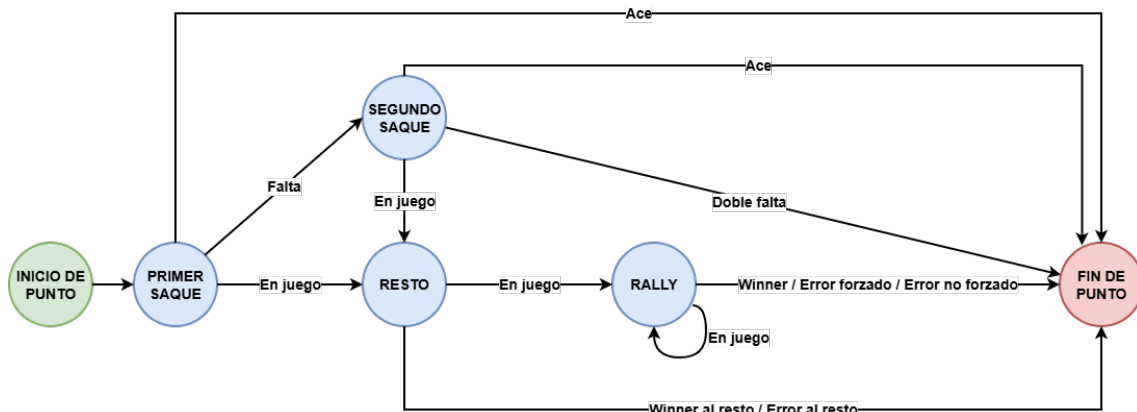 Ace
Ace
SEGUNDO
SAQUE
Falta
En juego
Doble falta
INICIO DE
PUNTO
PRIMER
SAQUE
En juego
RESTO
En juego
RALLY
Winner / Error forzado / Error no forzado
FIN DE
PUNTO
En juego
Winner al resto / Error al resto